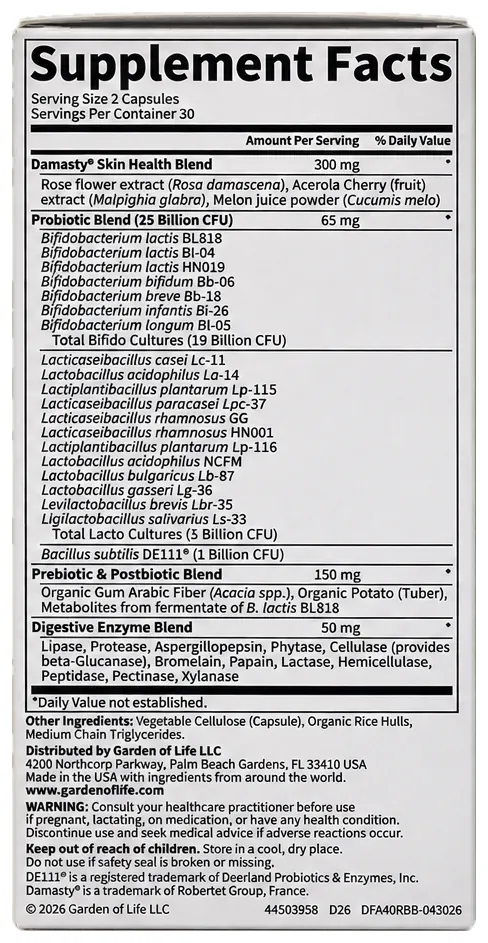 Supplement Facts
Serving Size 2 Capsules
Servings Per Container 30
Amount Per Serving % Daily Value
Damasty® Skin Health Blend 300 mg *
Rose flower extract (Rosa damascena), Acerola Cherry (fruit)
extract (Malpighia glabra), Melon juice powder (Cucumis melo)
Probiotic Blend (25 Billion CFU) 65 mg *
Bifidobacterium lactis BL818
Bifidobacterium lactis BI-04
Bifidobacterium lactis HN019
Bifidobacterium bifidum Bb-06
Bifidobacterium breve Bb-18
Bifidobacterium infantis Bi-26
Bifidobacterium longum BI-05
Total Bifido Cultures (19 Billion CFU)
Lacticaseibacillus casei Lc-11
Lactobacillus acidophilus La-14
Lactiplantibacillus plantarum Lp-115
Lacticaseibacillus paracasei Lpc-37
Lacticaseibacillus rhamnosus GG
Lacticaseibacillus rhamnosus HN001
Lactiplantibacillus plantarum Lp-116
Lactobacillus acidophilus NCFM
Lactobacillus bulgaricus Lb-87
Lactobacillus gasseri Lg-36
Levilactobacillus brevis Lbr-35
Ligilactobacillus salivarius Ls-33
Total Lacto Cultures (5 Billion CFU)
Bacillus subtilis DE111® (1 Billion CFU)
Prebiotic & Postbiotic Blend 150 mg *
Organic Gum Arabic Fiber (Acacia spp.), Organic Potato (Tuber),
Metabolites from fermentate of B. lactis BL818
Digestive Enzyme Blend 50 mg *
Lipase, Protease, Aspergillopepsin, Phytase, Cellulase (provides
beta-Glucanase), Bromelain, Papain, Lactase, Hemicellulase,
Peptidase, Pectinase, Xylanase
*Daily Value not established.
Other Ingredients: Vegetable Cellulose (Capsule), Organic Rice Hulls,
Medium Chain Triglycerides.
Distributed by Garden of Life LLC
4200 Northcorp Parkway, Palm Beach Gardens, FL 33410 USA
Made in the USA with ingredients from around the world.
www.gardenoflife.com
WARNING: Consult your healthcare practitioner before use
if pregnant, lactating, on medication, or have any health condition.
Discontinue use and seek medical advice if adverse reactions occur.
Keep out of reach of children. Store in a cool, dry place.
Do not use if safety seal is broken or missing.
DE111® is a registered trademark of Deerland Probiotics & Enzymes, Inc.
Damasty® is a trademark of Robertet Group, France.
© 2026 Garden of Life LLC 44503958 D26 DFA40RBB-043026